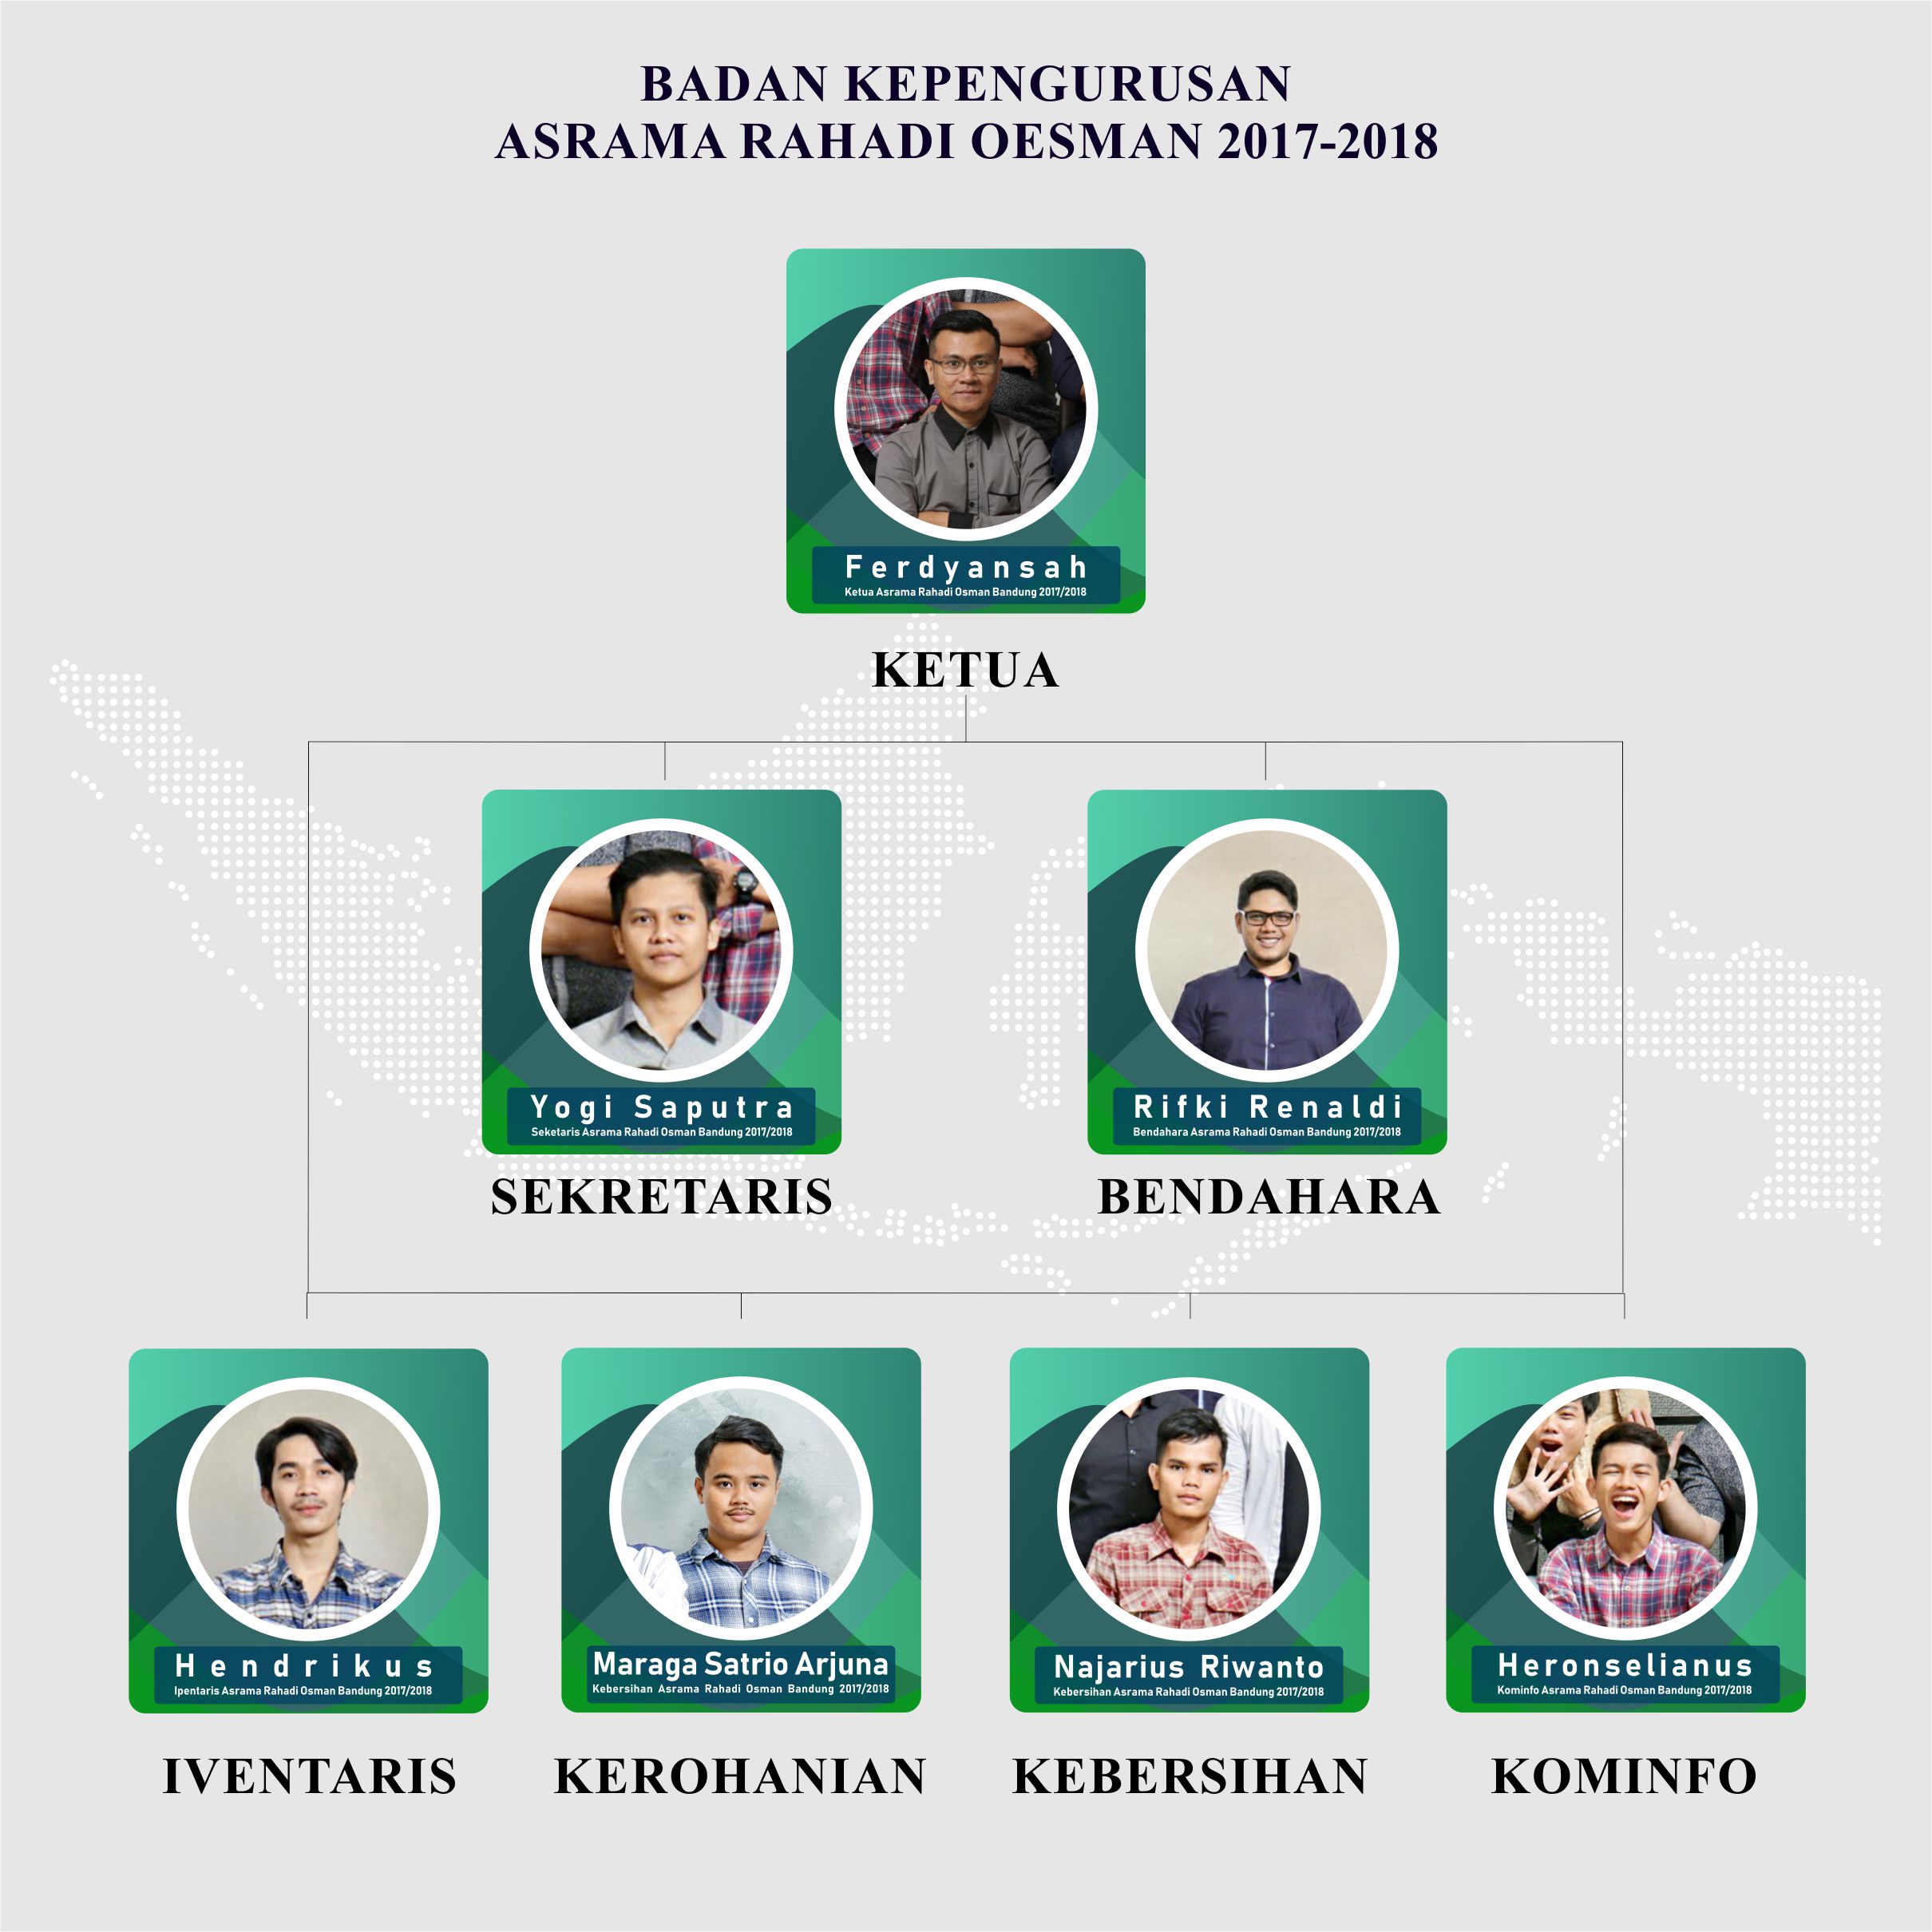 BADAN KEPENGURUSAN
ASRAMA RAHADI OESMAN 2017-2018
Ferdyansah
Ketua Asrama Rahadi Osman Bandung 2017/2018
KETUA
Yogi Saputra
Seketaris Asrama Rahadi Osman Bandung 2017/2018
SEKRETARIS
Rifki Renaldi
Bendahara Asrama Rahadi Osman Bandung 2017/2018
BENDAHARA
Hendrikus
Ipentaris Asrama Rahadi Osman Bandung 2017/2018
IVENTARIS
Maraga Satrio Arjuna
Kebersihan Asrama Rahadi Osman Bandung 2017/2018
KEROHANIAN
Najarius Riwanto
Kebersihan Asrama Rahadi Osman Bandung 2017/2018
KEBERSIHAN
Heronselianus
Kominfo Asrama Rahadi Osman Bandung 2017/2018
KOMINFO